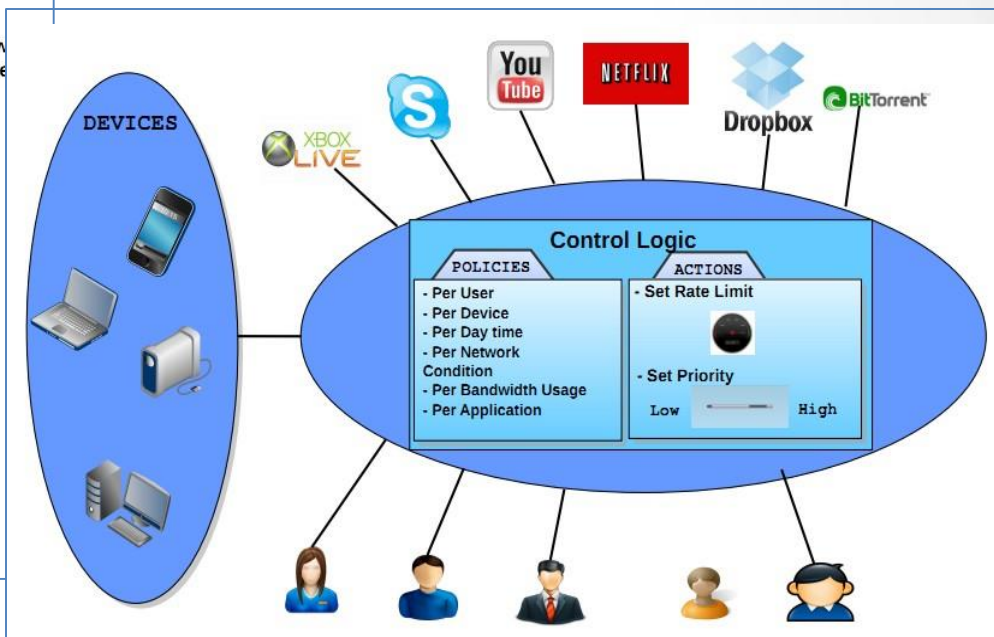 DEVICES
XBOX
LIVE
S
You
Tube
NETFLIX
Dropbox
BitTorrent
Control Logic
POLICIES
- Per User
- Per Device
- Per Day time
- Per Network
Condition
- Per Bandwidth Usage
- Per Application
ACTIONS
- Set Rate Limit
- Set Priority
Low
High